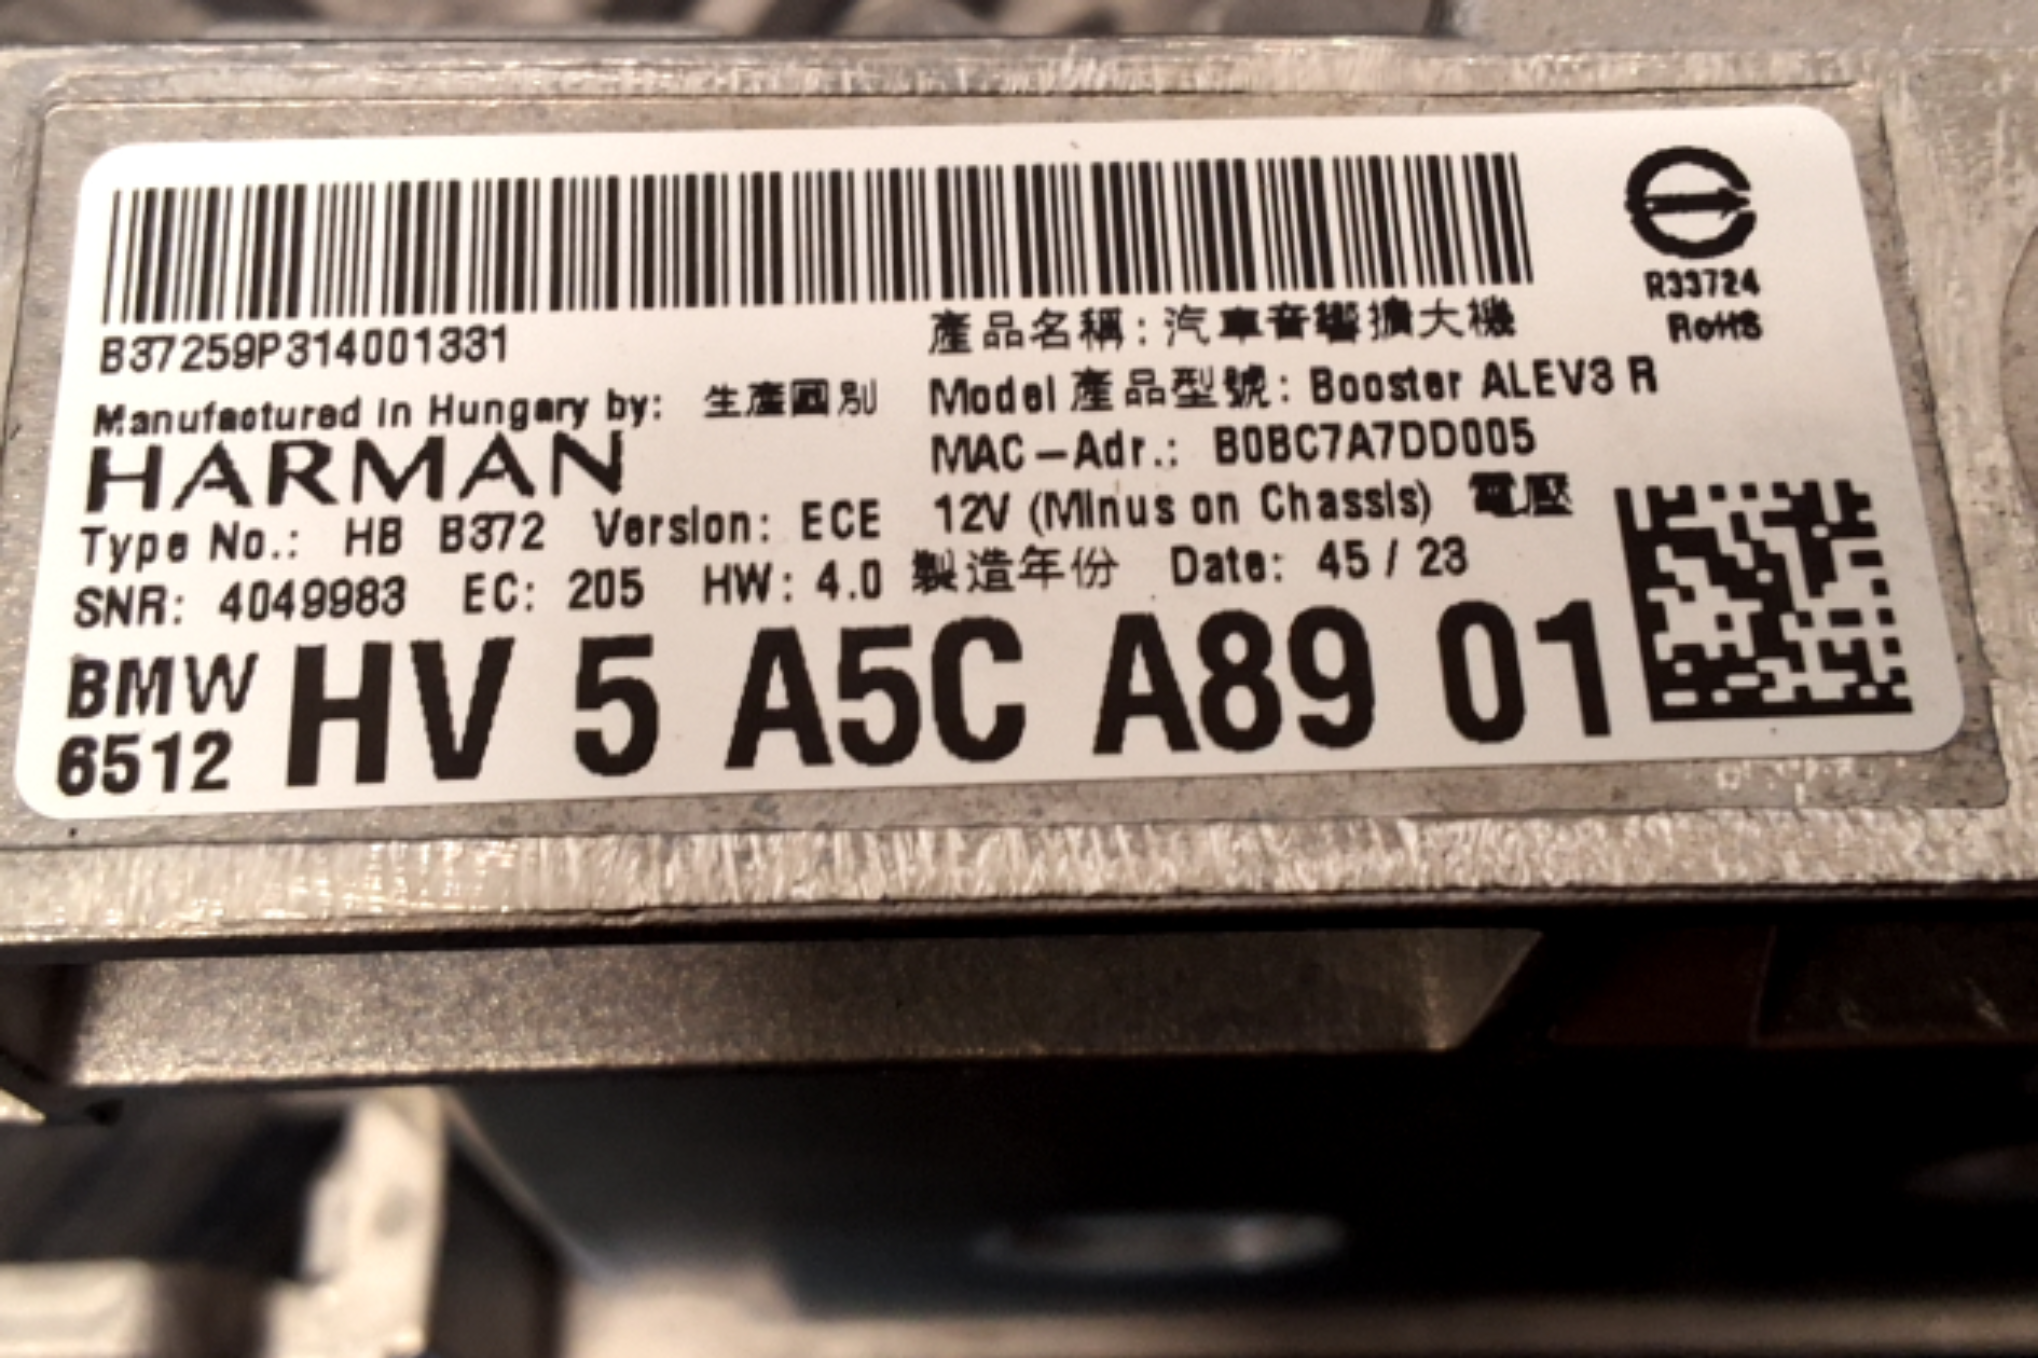 B37259P314001331
Manufactured in Hungary by: 生產國別
HARMAN
Type No.: HB B372 Version: ECE
SNR: 4049983 EC: 205 HW: 4.0
產品名稱: 汽車音響擴大機
Model 產品型號: Booster ALEV3 R
MAC-Adr.: B0BC7A7DD005
12V (Minus on Chassis) 電壓
製造年份 Date: 45 / 23
R33724
RoHS
BMW HV 5 A5C A89 01
6512